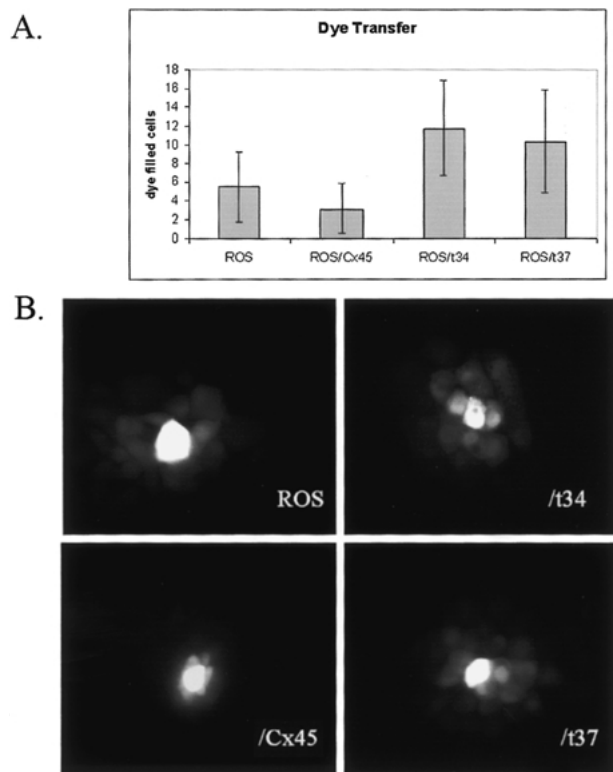 A.
Dye Transfer
dye filled cells
18
16
14
12
10
8
6
4
2
0
ROS
ROS/Cx45
ROS/t34
ROS/t37
B.
ROS
/t34
/Cx45
/t37